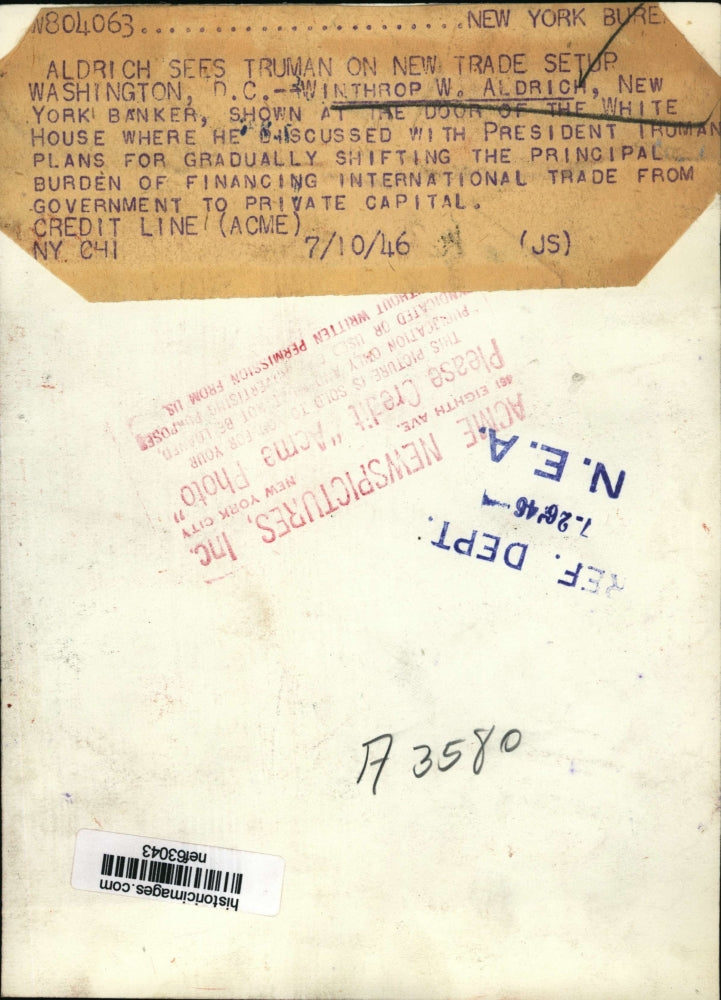 W804063.......................NEW YORK BURE
ALDRICH SEES TRUMAN ON NEW TRADE SETUP
WASHINGTON, D.C.--WINTHROP W. ALDRICH, NEW
YORK BANKER, SHOWN AT THE DOOR OF THE WHITE
HOUSE WHERE HE DISCUSSED WITH PRESIDENT TRUMAN
PLANS FOR GRADUALLY SHIFTING THE PRINCIPAL
BURDEN OF FINANCING INTERNATIONAL TRADE FROM
GOVERNMENT TO PRIVATE CAPITAL.
CREDIT LINE (ACME)
NY CHI 7/10/46 (JS)
ACME NEWSPICTURES, Inc.
461 EIGHTH AVE. NEW YORK CITY
Please Credit "Acme Photo"
THIS PICTURE IS SOLD TO FOR YOUR
PUBLICATION ONLY AND NOT BE LOANED,
SYNDICATED OR USED ADVERTISING PURPOSES
WITHOUT WRITTEN PERMISSION FROM US.
REF. DEPT.
7-26-46
N.E.A.
A 3580
historicimages.com
nef63043